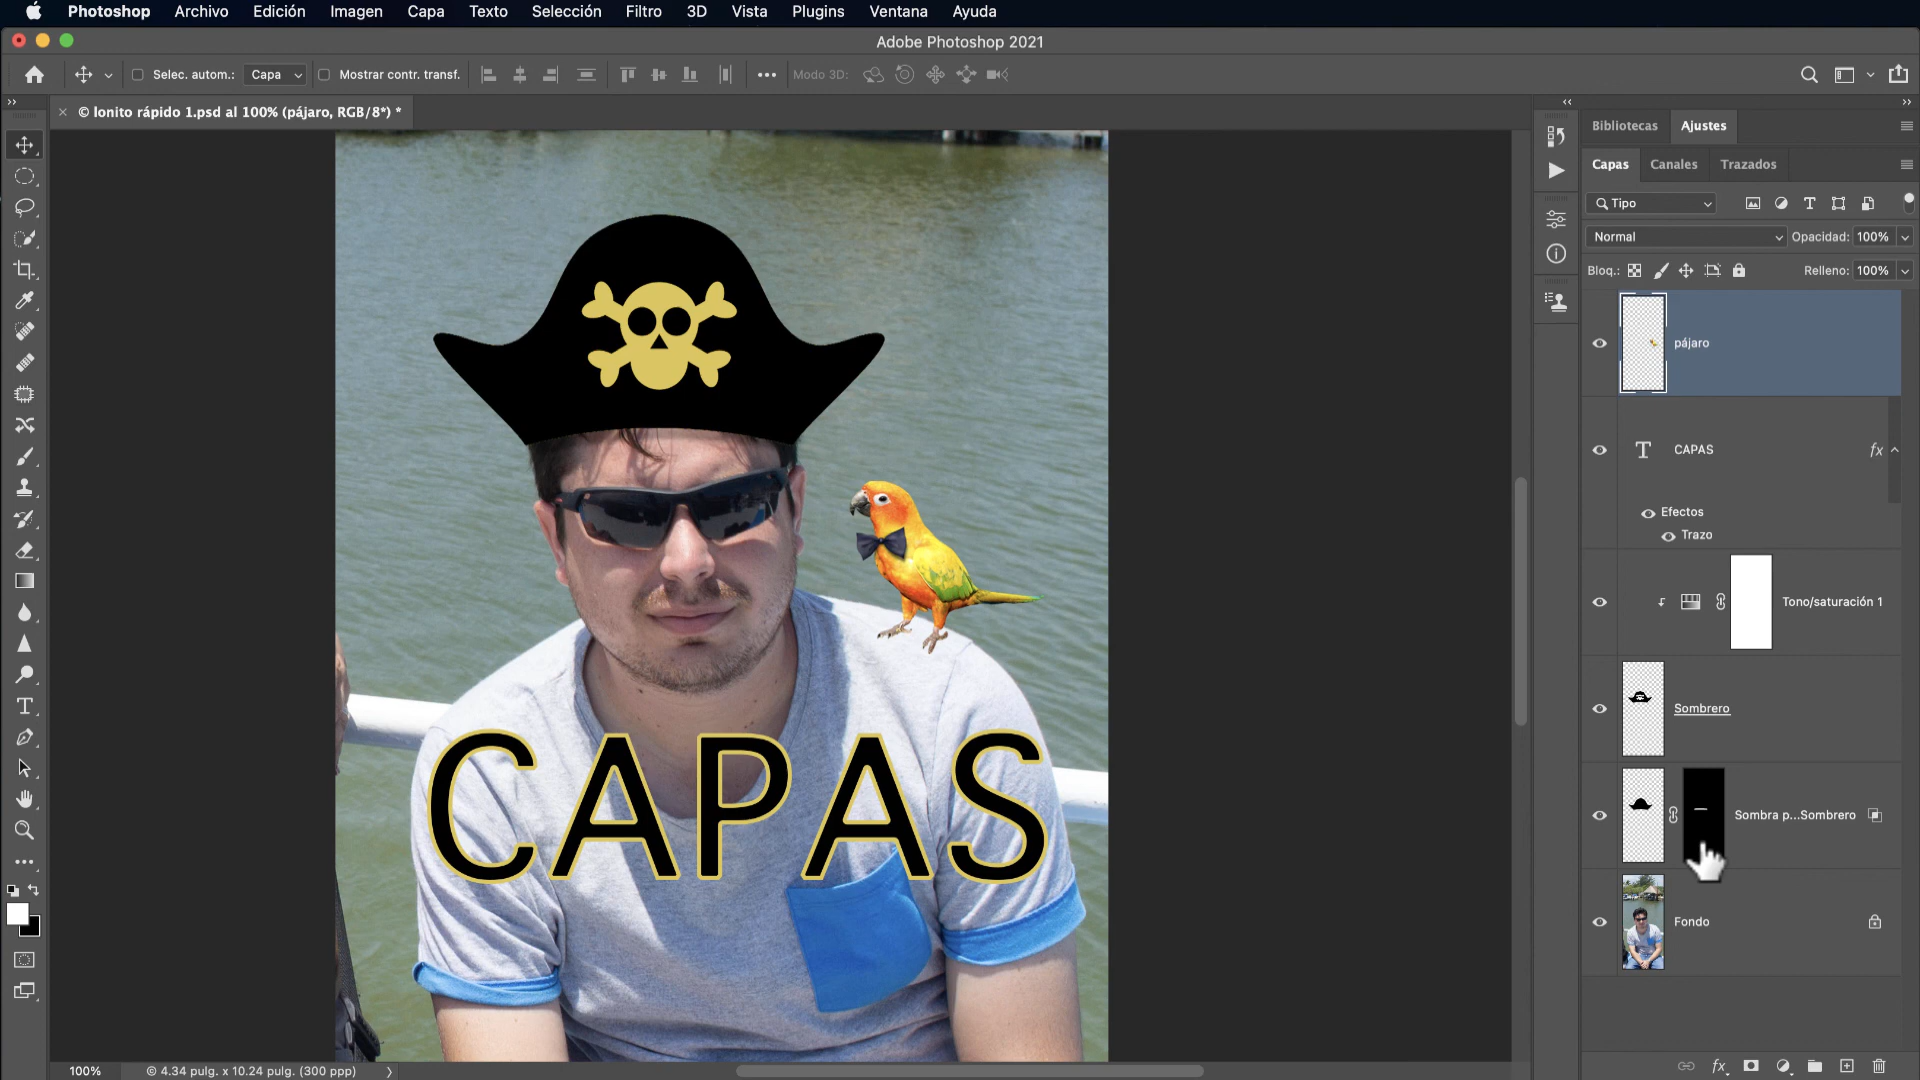 Photoshop Archivo Edición Imagen Capa Texto Selección Filtro 3D Vista Plugins Ventana Ayuda
Adobe Photoshop 2021
Selec. autom.: Capa Mostrar contr. transf. Modo 3D:
© Ionito rápido 1.psd al 100% (pájaro, RGB/8*) *
Bibliotecas Ajustes
Capas Canales Trazados
Tipo
Normal Opacidad: 100%
Bloq.: Relleno: 100%
pájaro
CAPAS fx
Efectos
Trazo
Tono/saturación 1
Sombrero
Sombra p...Sombrero
Fondo
CAPAS
100% © 4.34 pulg. x 10.24 pulg. (300 ppp)
fx